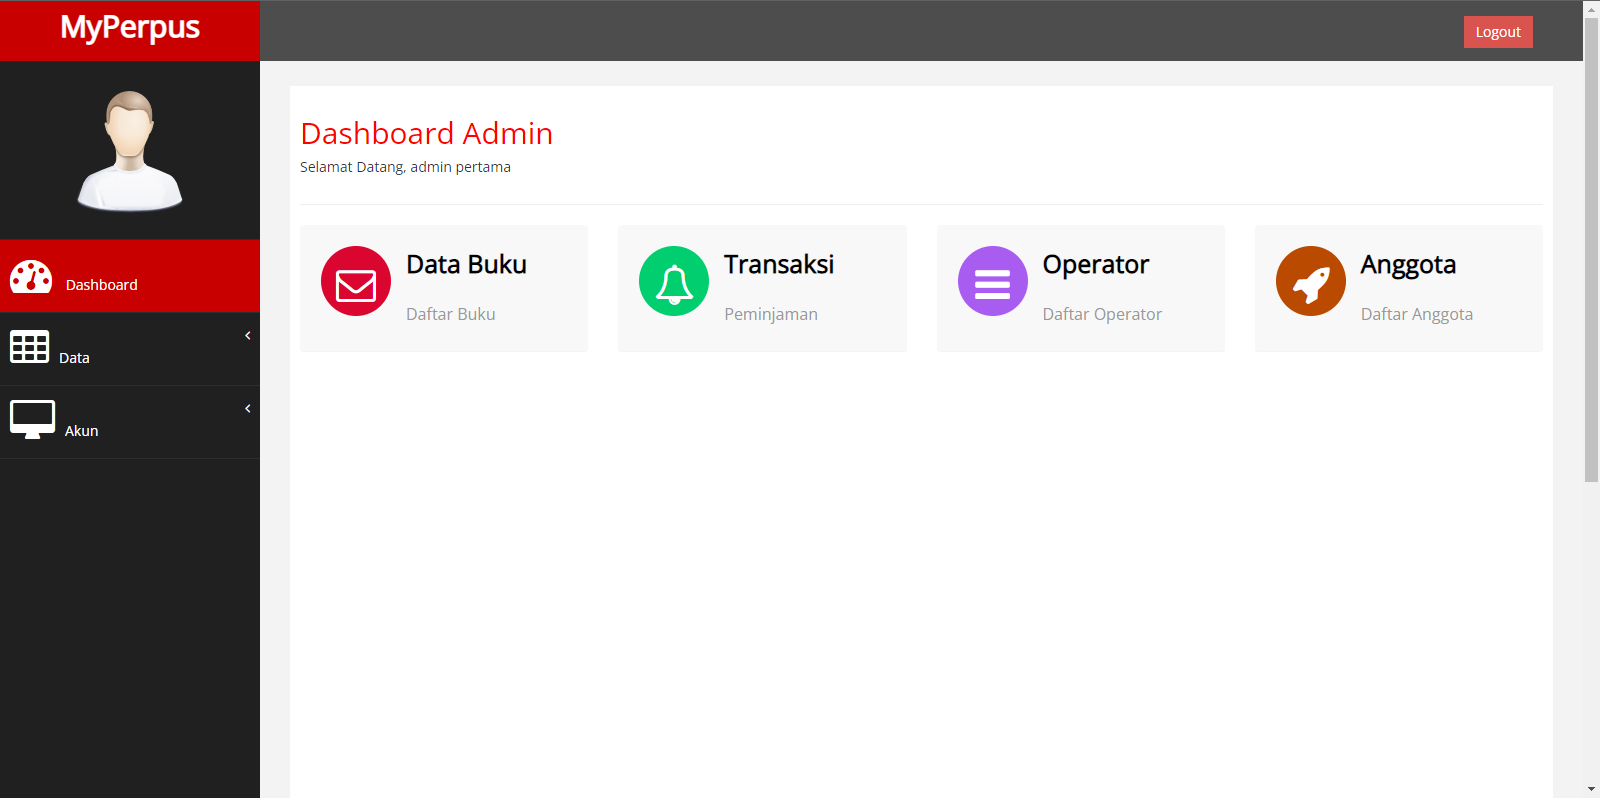 MyPerpus
Logout
Dashboard
Data
Akun
Dashboard Admin
Selamat Datang, admin pertama
Data Buku
Daftar Buku
Transaksi
Peminjaman
Operator
Daftar Operator
Anggota
Daftar Anggota